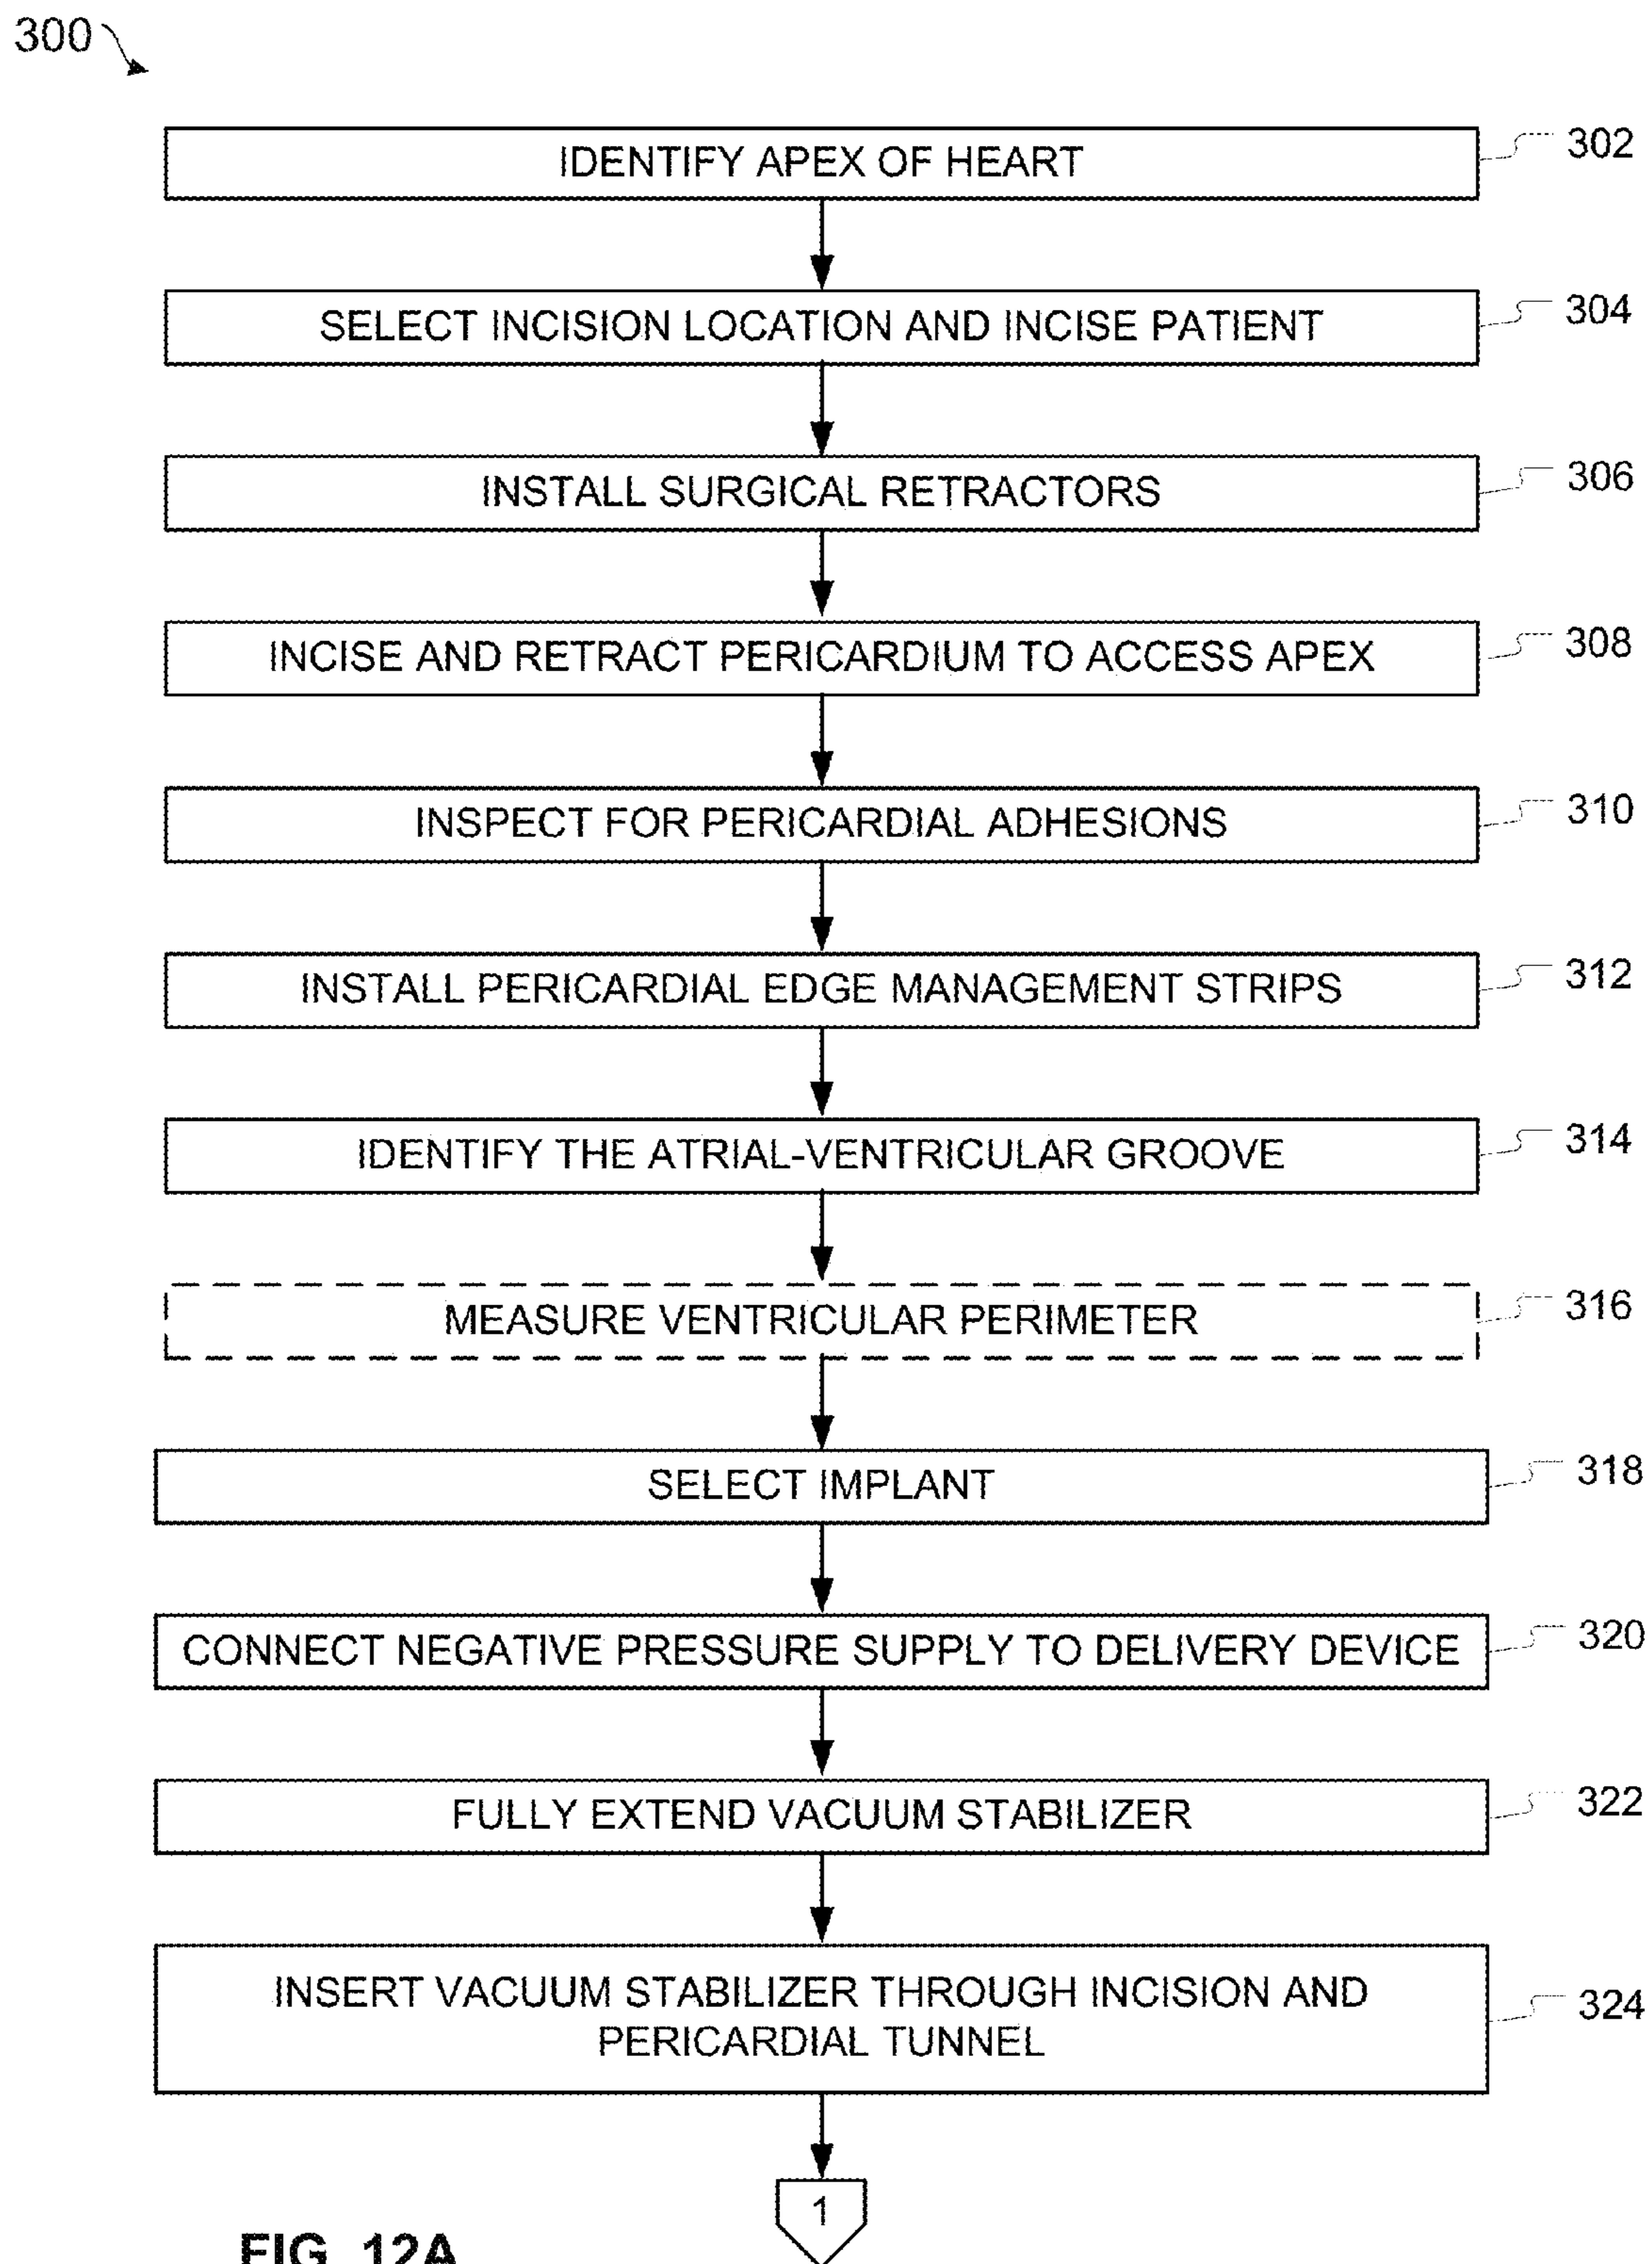 300
IDENTIFY APEX OF HEART
302
SELECT INCISION LOCATION AND INCISE PATIENT
304
INSTALL SURGICAL RETRACTORS
306
INCISE AND RETRACT PERICARDIUM TO ACCESS APEX
308
INSPECT FOR PERICARDIAL ADHESIONS
310
INSTALL PERICARDIAL EDGE MANAGEMENT STRIPS
312
IDENTIFY THE ATRIAL-VENTRICULAR GROOVE
314
MEASURE VENTRICULAR PERIMETER
316
SELECT IMPLANT
318
CONNECT NEGATIVE PRESSURE SUPPLY TO DELIVERY DEVICE
320
FULLY EXTEND VACUUM STABILIZER
322
INSERT VACUUM STABILIZER THROUGH INCISION AND
PERICARDIAL TUNNEL
324
1
FIG. 12A